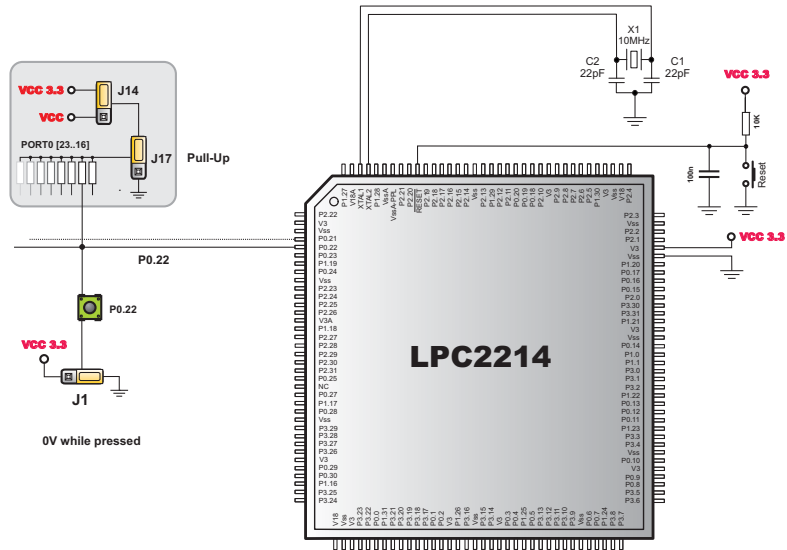 X1
10MHz
C2
22pF
C1
22pF
VCC 3.3
10K
100n
Reset
VCC 3.3
J14
VCC
PORT0 [23..16]
J17
Pull-Up
P0.22
P0.22
VCC 3.3
J1
0V while pressed
LPC2214
VCC 3.3
P1.27
V18A
XTAL1
XTAL2
P1.28
VssA
VssA-PPL
P2.21
P2.20
RESET
P2.19
P2.18
P2.17
P2.16
P2.15
P2.14
Vss
P2.13
P1.29
P2.12
P2.11
P0.20
P0.19
P0.18
P2.10
V3
P2.9
P2.8
P2.7
P2.6
P2.5
P1.30
V3
Vss
V18
P2.4
P2.22
V3
Vss
P0.21
P0.22
P0.23
P1.19
P0.24
Vss
P2.23
P2.24
P2.25
P2.26
V3A
P1.18
P2.27
P2.28
P2.29
P2.30
P2.31
P0.25
NC
P0.27
P1.17
P0.28
Vss
P3.29
P3.28
P3.27
P3.26
V3
P0.29
P0.30
P1.16
P3.25
P3.24
P2.3
Vss
P2.2
P2.1
V3
Vss
P1.20
P0.17
P0.16
P0.15
P2.0
P3.30
P3.31
P1.21
V3
Vss
P0.14
P1.0
P1.1
P3.0
P3.1
P3.2
P1.22
P0.13
P0.12
P0.11
P1.23
P3.3
P3.4
Vss
P0.10
V3
P0.9
P0.8
P3.5
P3.6
V18
Vss
V3
P3.23
P3.22
P0.0
P1.31
P3.21
P3.20
P3.19
P3.18
P3.17
P0.1
P0.2
V3
P1.26
P3.16
Vss
P3.15
P3.14
V3
P0.3
P0.4
P1.25
P0.5
P3.13
P3.12
P3.11
P3.10
P3.9
Vss
P0.6
P0.7
P1.24
P3.8
P3.7